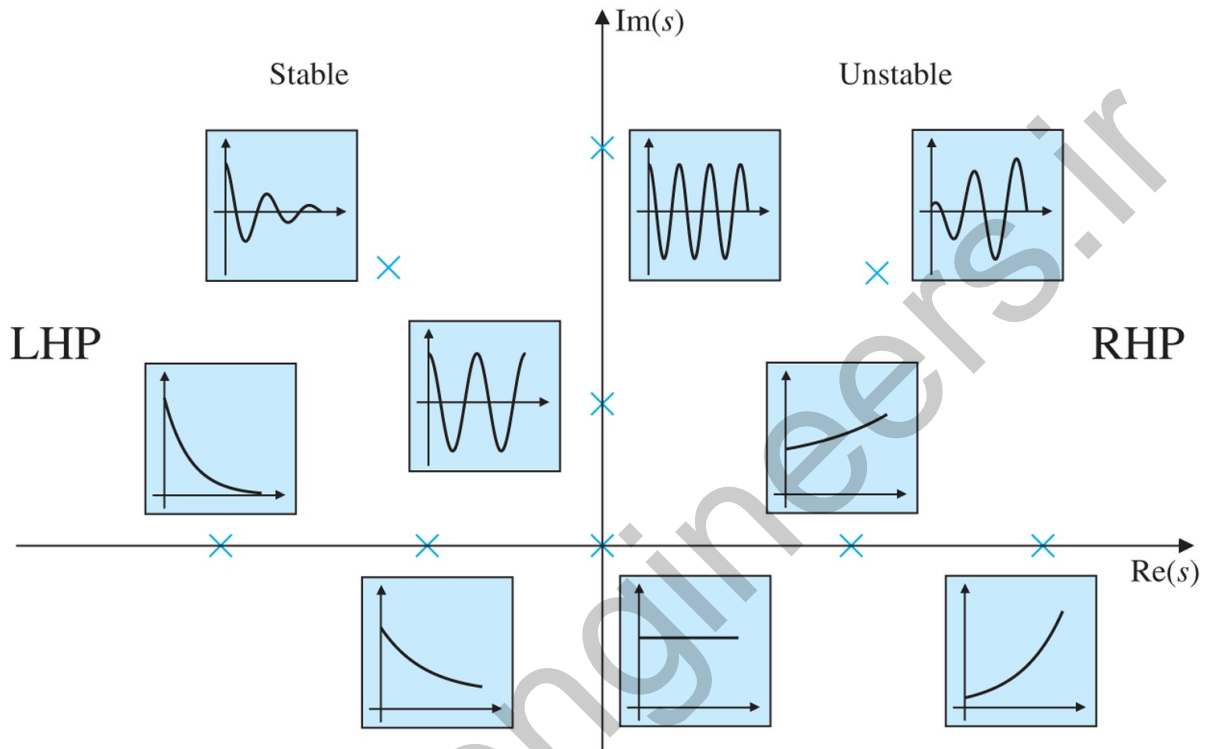 Im(s)
Stable
Unstable
LHP
RHP
Re(s)
engineers.ir